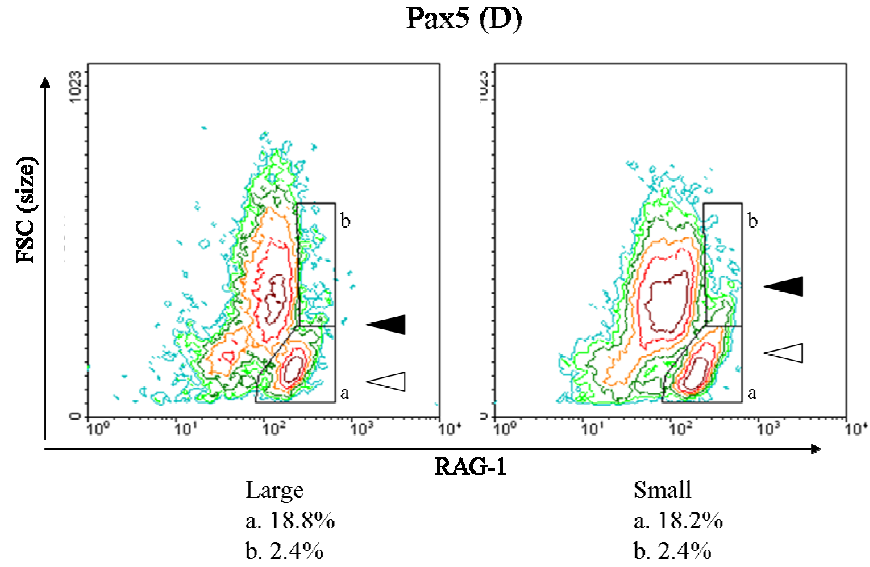 Pax5 (D)
FSC (size)
1023
0
b
a
10⁰ 10¹ 10² 10³ 10⁴
1023
0
b
a
10⁰ 10¹ 10² 10³ 10⁴
RAG-1
Large
a. 18.8%
b. 2.4%
Small
a. 18.2%
b. 2.4%